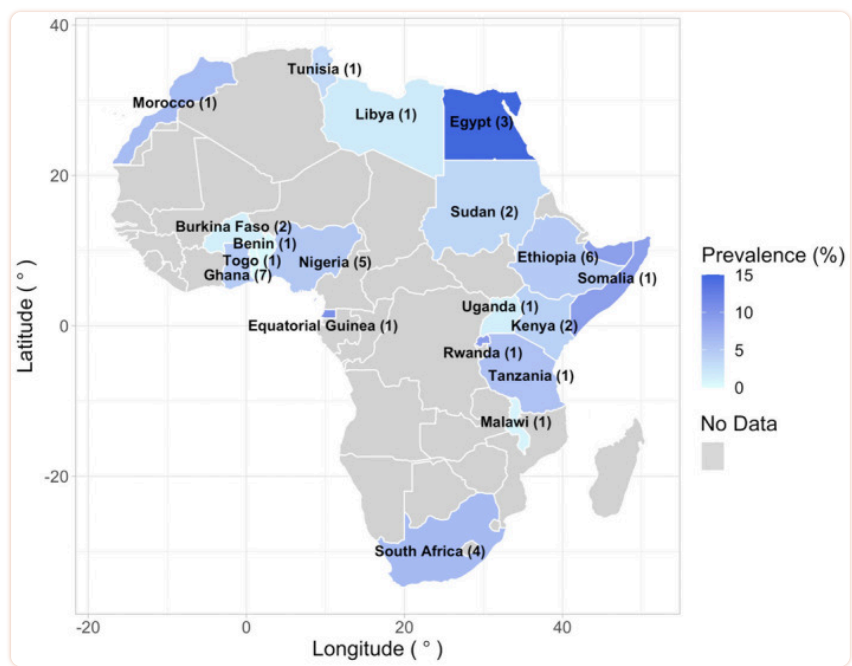 40
Tunisia (1)
Morocco (1)
Libya (1)
Egypt (3)
20
Sudan (2)
Burkina Faso (2)
Benin (1)
Togo (1)
Nigeria (5)
Ghana (7)
Ethiopia (6)
Somalia (1)
Prevalence (%)
15
10
5
0
Uganda (1)
0
Equatorial Guinea (1)
Kenya (2)
Rwanda (1)
Tanzania (1)
Malawi (1)
No Data
-20
South Africa (4)
Latitude ( ° )
-20
0
20
40
Longitude ( ° )